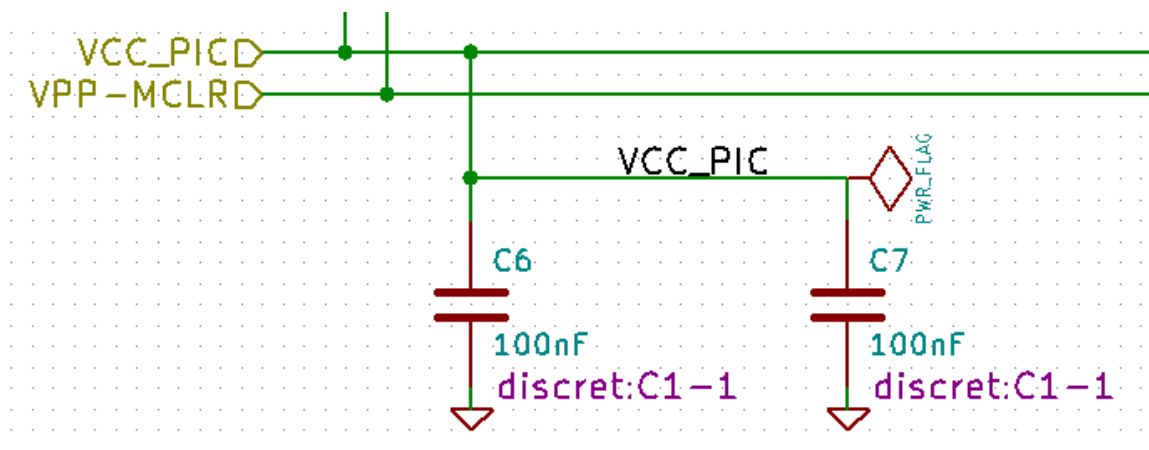 VCC_PIC
VPP-MCLR
VCC_PIC
PWR_FLAG
C6
C7
100nF
100nF
discret:C1-1
discret:C1-1